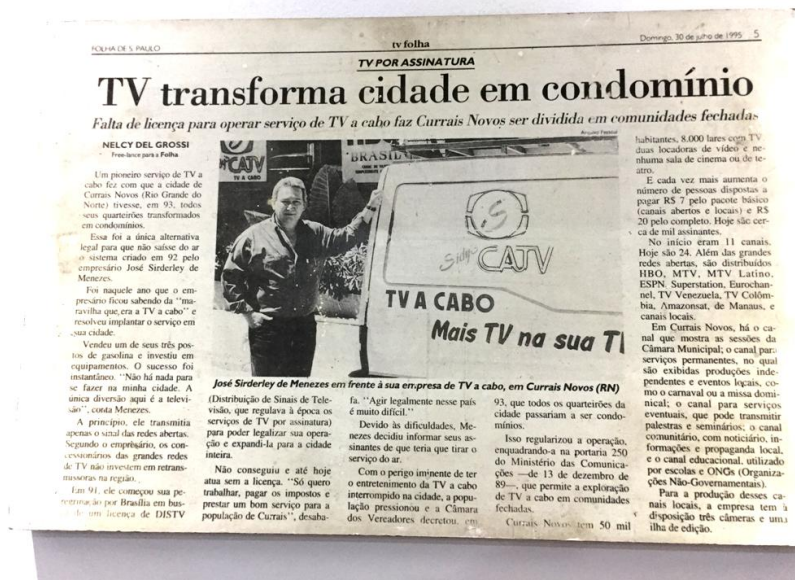 FOLHA DE S. PAULO
tv folha
Domingo, 30 de julho de 1995 5
TV POR ASSINATURA
TV transforma cidade em condomínio
Falta de licença para operar serviço de TV a cabo faz Currais Novos ser dividida em comunidades fechadas
NELCY DEL GROSSI
Free-lance para a Folha
Um pioneiro serviço de TV a
cabo fez com que a cidade de
Currais Novos (Rio Grande do
Norte) tivesse, em 93, todos
seus quarteirões transformados
em condomínios.
Essa foi a única alternativa
legal para que não saísse do ar
o sistema criado em 92 pelo
empresário José Sirderley de
Menezes.
Foi naquele ano que o em-
presário ficou sabendo da "ma-
ravilha que era a TV a cabo" e
resolveu implantar o serviço em
sua cidade.
Vendeu um de seus três pos-
tos de gasolina e investiu em
equipamentos. O sucesso foi
instantâneo. "Não há nada para
se fazer na minha cidade. A
única diversão aqui é a televi-
são", conta Menezes.
A princípio, ele transmitia
apenas o sinal das redes abertas.
Segundo o empresário, os con-
cessionários das grandes redes
de TV não investem em retrans-
missoras na região.
Em 91, ele começou sua pe-
regrinação por Brasília em bus-
de um licença de DISTV
Arquivo Pessoal
CATV
TV A CABO
BRASIL
S
Sidy's
CATV
TV A CABO
Mais TV na sua T
José Sirderley de Menezes em frente à sua empresa de TV a cabo, em Currais Novos (RN)
(Distribuição de Sinais de Tele-
visão, que regulava à época os
serviços de TV por assinatura)
para poder legalizar sua opera-
ção e expandi-la para a cidade
inteira.
Não conseguiu e até hoje
atua sem a licença. "Só quero
trabalhar, pagar os impostos e
prestar um bom serviço para a
população de Currais", desaba-
fa. "Agir legalmente nesse país
é muito difícil."
Devido às dificuldades, Me-
nezes decidiu informar seus as-
sinantes de que teria que tirar o
serviço do ar.
Com o perigo iminente de ter
o entretenimento da TV a cabo
interrompido na cidade, a popu-
lação pressionou e a Câmara
dos Vereadores decretou, em
93, que todos os quarteirões da
cidade passariam a ser condo-
mínios.
Isso regularizou a operação,
enquadrando-a na portaria 250
do Ministério das Comunica-
ções —de 13 de dezembro de
89—, que permite a exploração
de TV a cabo em comunidades
fechadas.
Currais Novos tem 50 mil
habitantes, 8.000 lares com TV
duas locadoras de vídeo e ne-
nhuma sala de cinema ou de te-
atro.
E cada vez mais aumenta o
número de pessoas dispostas a
pagar R$ 7 pelo pacote básico
(canais abertos e locais) e R$
20 pelo completo. Hoje são cer-
ca de mil assinantes.
No início eram 11 canais.
Hoje são 24. Além das grandes
redes abertas, são distribuídos
HBO, MTV, MTV Latino,
ESPN, Superstation, Eurochan-
nel, TV Venezuela, TV Colôm-
bia, Amazonsat, de Manaus, e
canais locais.
Em Currais Novos, há o ca-
nal que mostra as sessões da
Câmara Municipal; o canal para
serviços permanentes, no qual
são exibidas produções inde-
pendentes e eventos locais, co-
mo o carnaval ou a missa domi-
nical; o canal para serviços
eventuais, que pode transmitir
palestras e seminários; o canal
comunitário, com noticiário, in-
formações e propaganda local,
e o canal educacional, utilizado
por escolas e ONGs (Organiza-
ções Não-Governamentais).
Para a produção desses ca-
nais locais, a empresa tem à
disposição três câmeras e uma
ilha de edição.